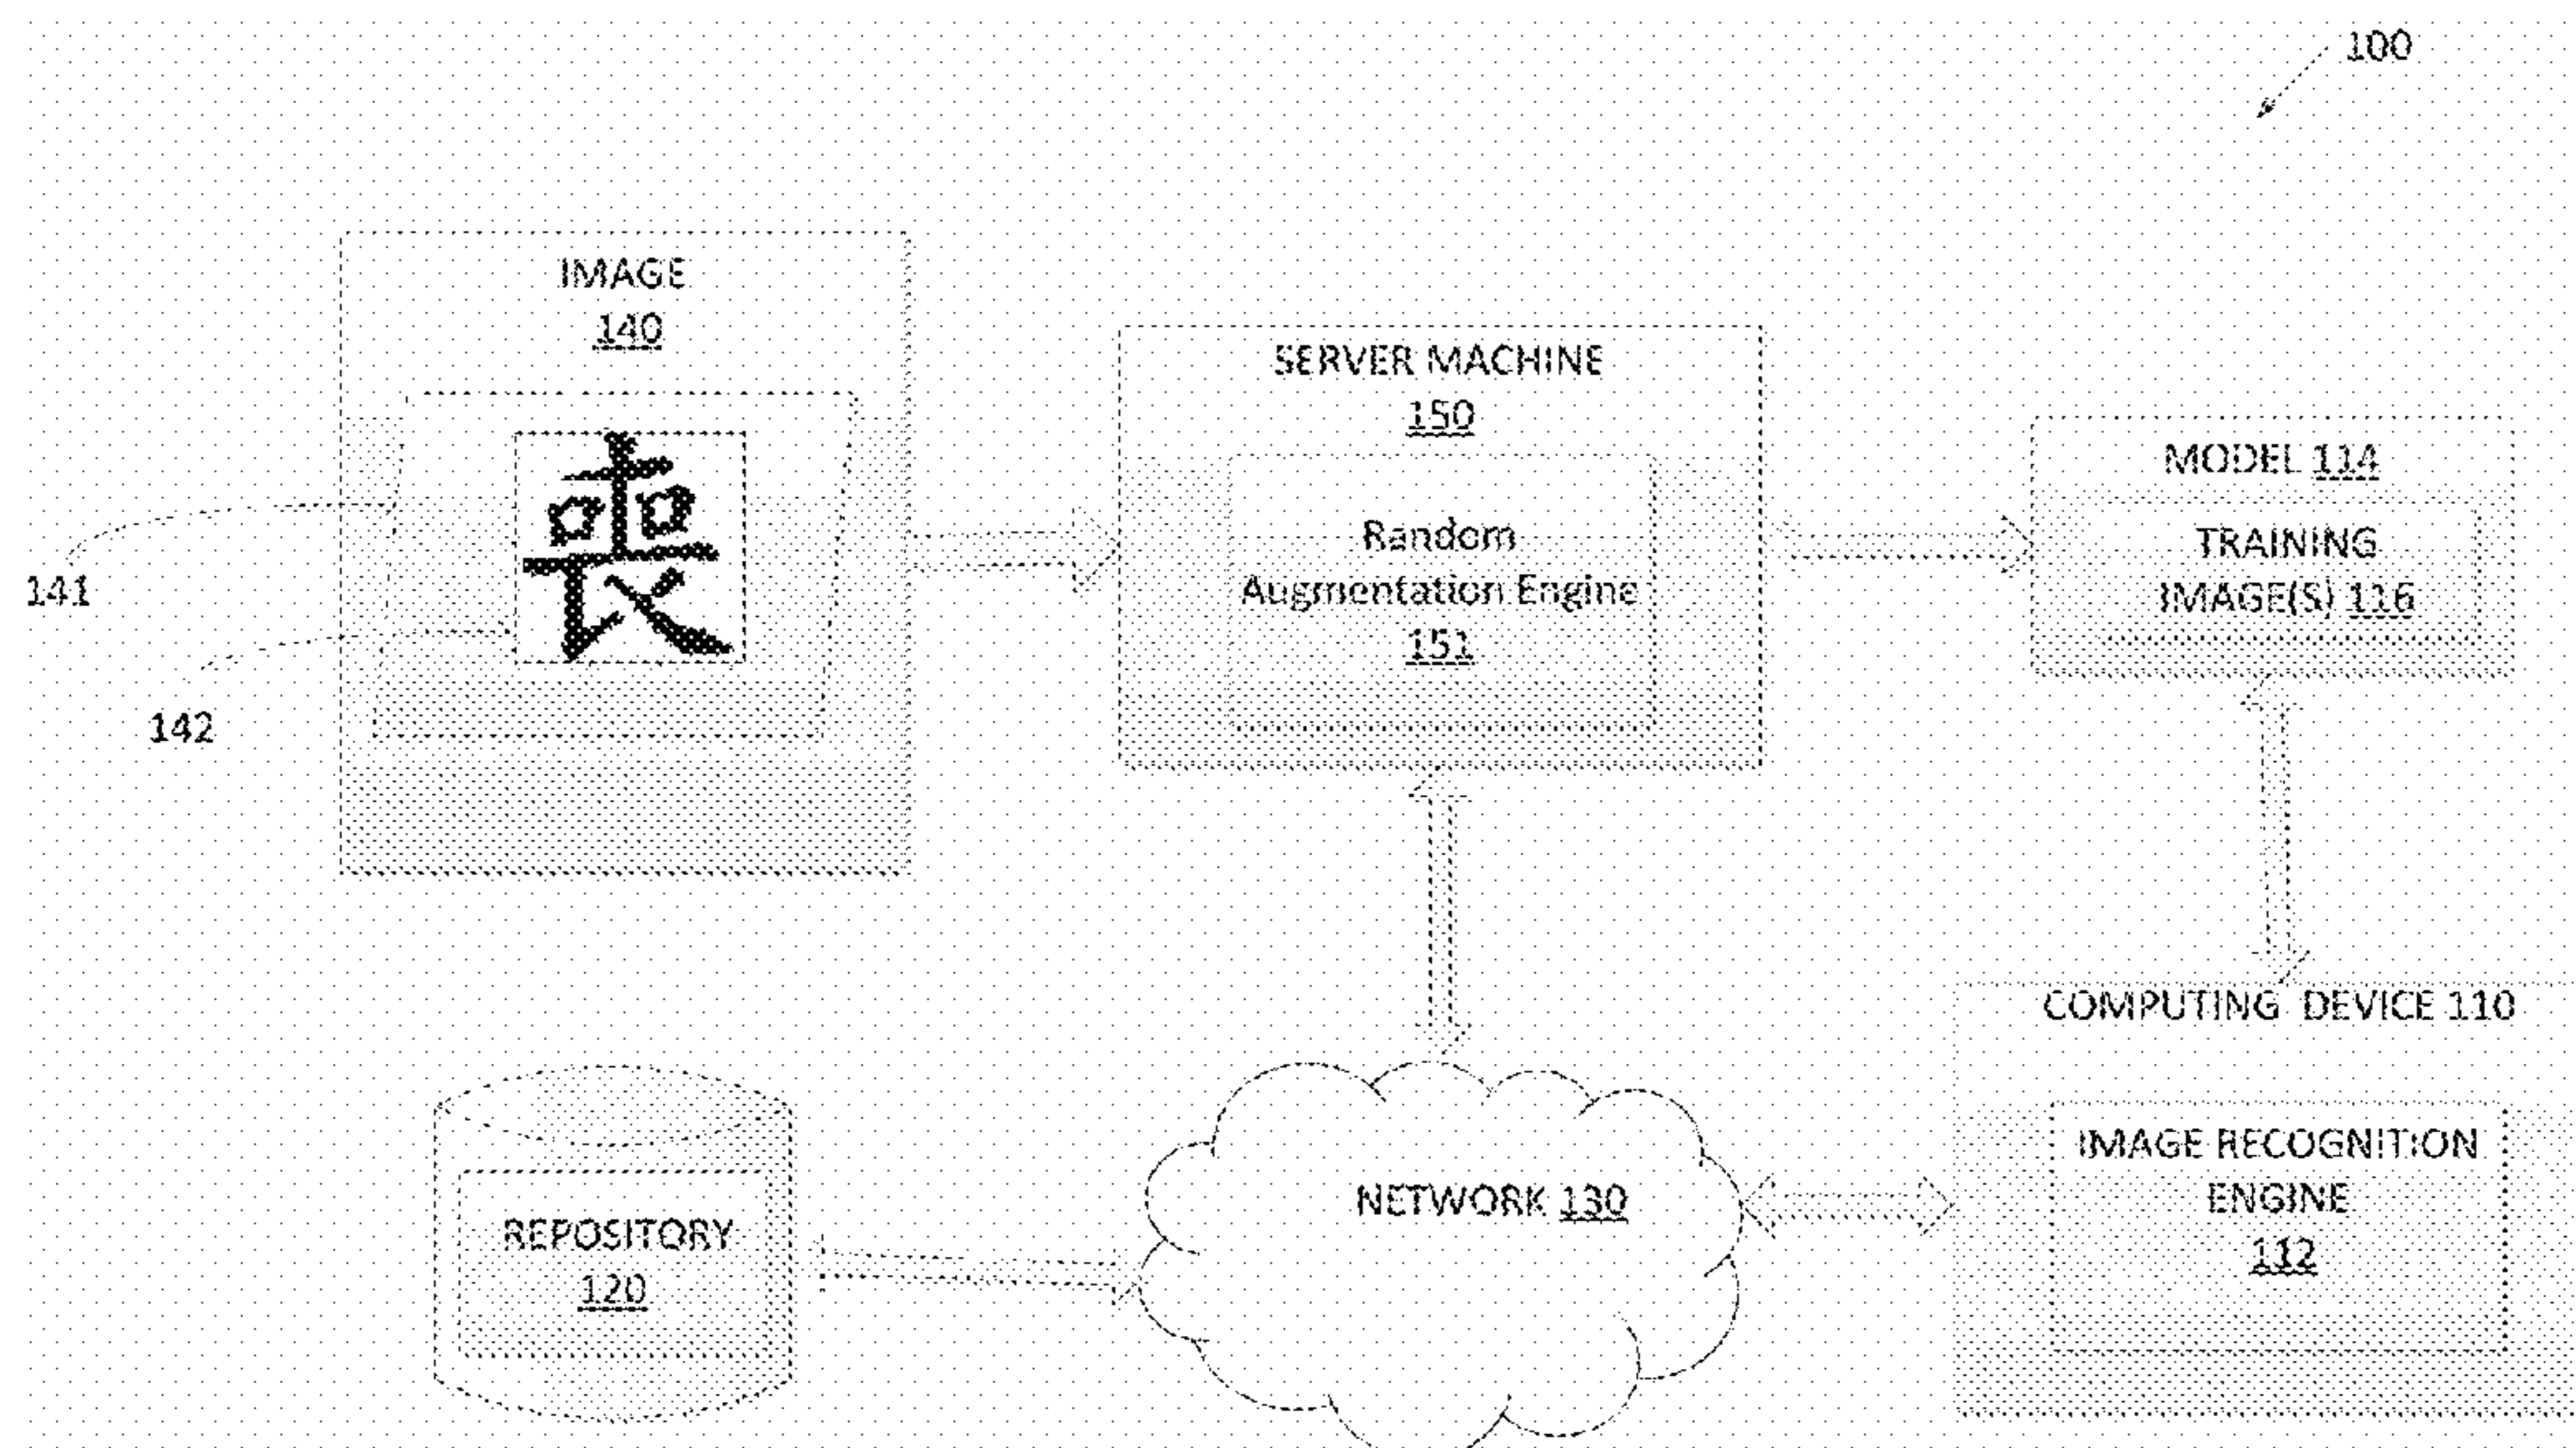 100
IMAGE
140
喪
141
142
SERVER MACHINE
150
Random
Augmentation Engine
151
MODEL 114
TRAINING
IMAGE(S) 116
COMPUTING DEVICE 110
IMAGE RECOGNITION
ENGINE
112
NETWORK 130
REPOSITORY
120